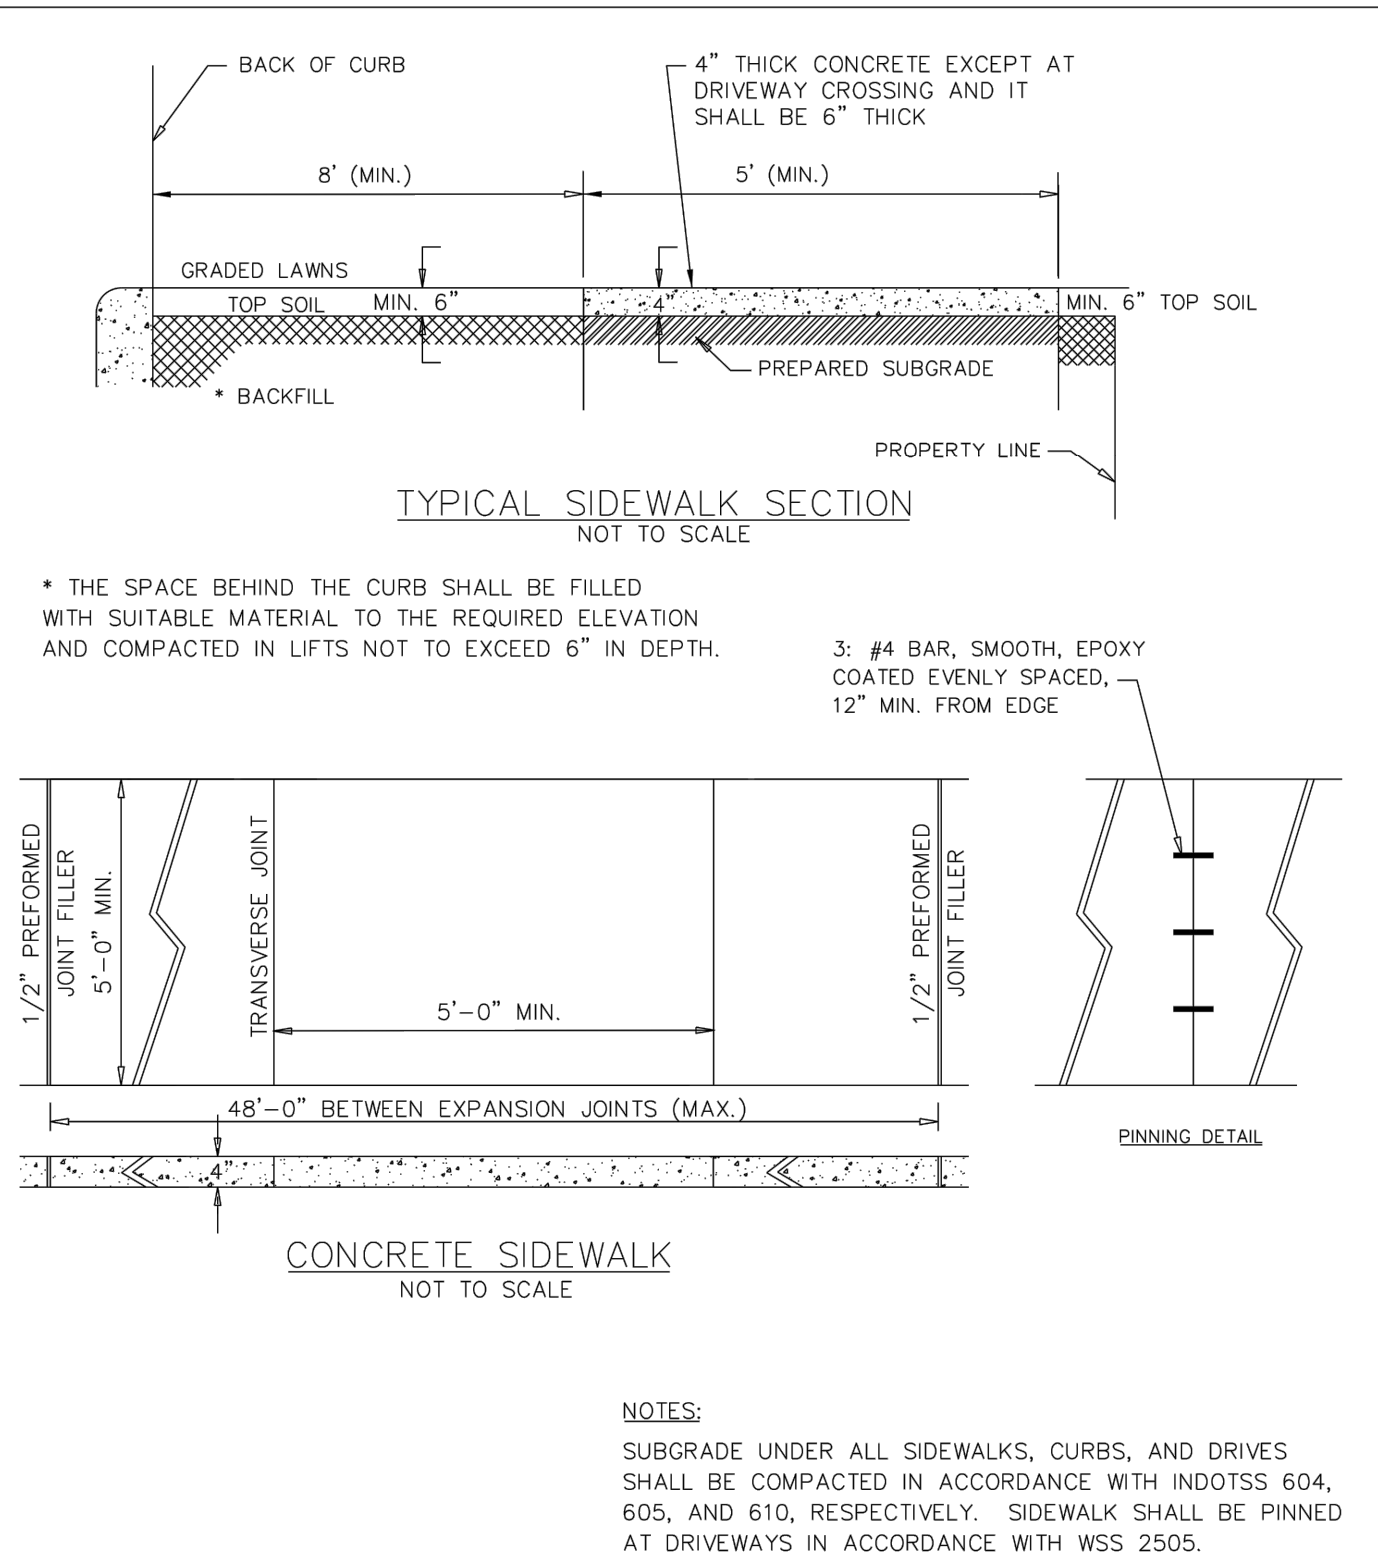 BACK OF CURB
4” THICK CONCRETE EXCEPT AT
DRIVEWAY CROSSING AND IT
SHALL BE 6” THICK
8’ (MIN.)
5’ (MIN.)
GRADED LAWNS
TOP SOIL
MIN. 6”
4”
MIN. 6” TOP SOIL
PREPARED SUBGRADE
* BACKFILL
PROPERTY LINE
TYPICAL SIDEWALK SECTION
NOT TO SCALE
* THE SPACE BEHIND THE CURB SHALL BE FILLED
WITH SUITABLE MATERIAL TO THE REQUIRED ELEVATION
AND COMPACTED IN LIFTS NOT TO EXCEED 6” IN DEPTH.
3: #4 BAR, SMOOTH, EPOXY
COATED EVENLY SPACED,
12” MIN. FROM EDGE
1/2” PREFORMED
JOINT FILLER
5’-0” MIN.
TRANSVERSE JOINT
5’-0” MIN.
1/2” PREFORMED
JOINT FILLER
48’-0” BETWEEN EXPANSION JOINTS (MAX.)
4”
PINNING DETAIL
CONCRETE SIDEWALK
NOT TO SCALE
NOTES:
SUBGRADE UNDER ALL SIDEWALKS, CURBS, AND DRIVES
SHALL BE COMPACTED IN ACCORDANCE WITH INDOTSS 604,
605, AND 610, RESPECTIVELY. SIDEWALK SHALL BE PINNED
AT DRIVEWAYS IN ACCORDANCE WITH WSS 2505.